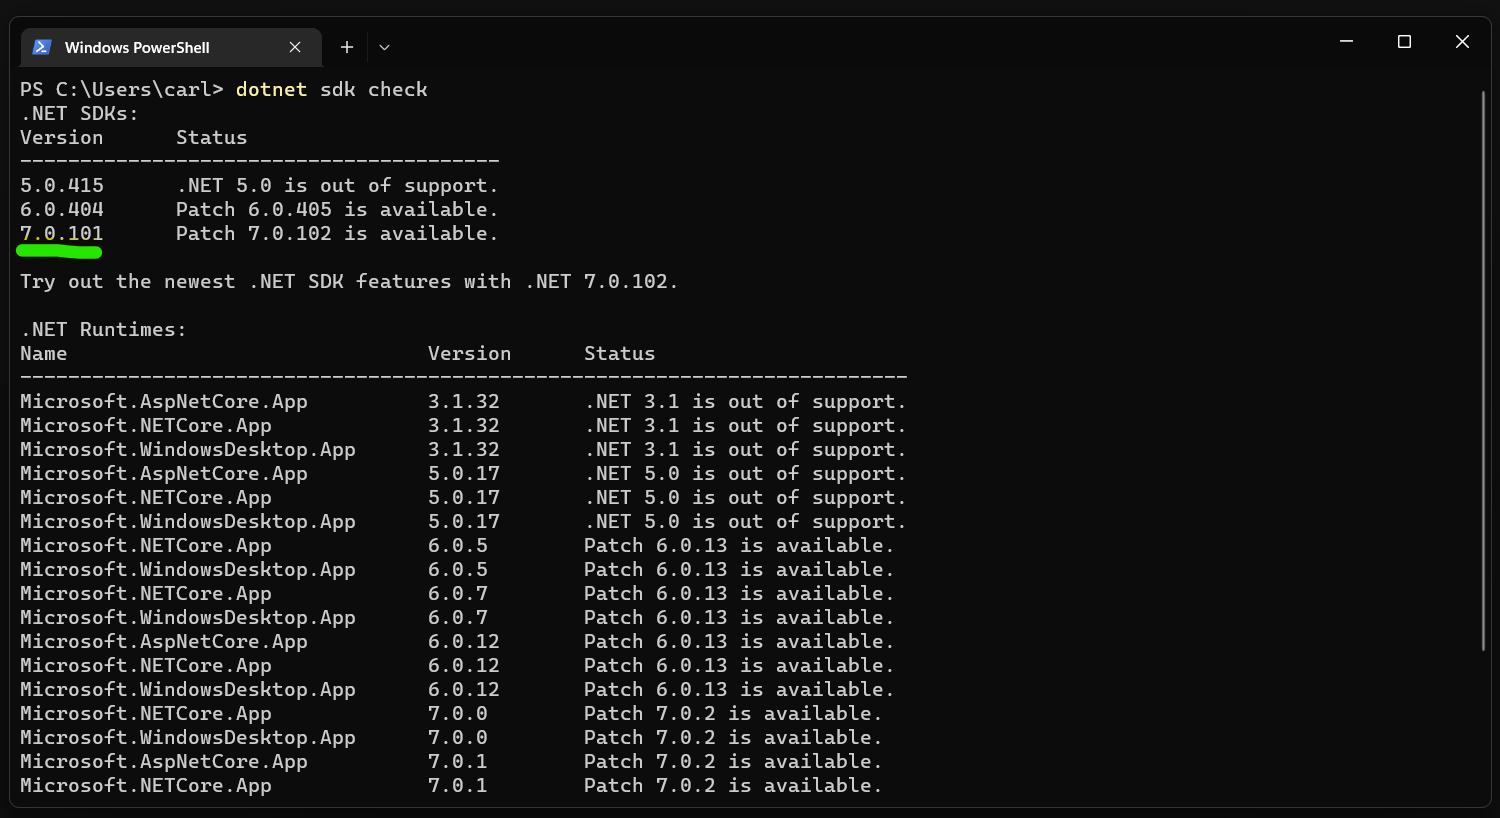 Windows PowerShell
PS C:\Users\carl> dotnet sdk check
.NET SDKs:
Version      Status
----------------------------------------
5.0.415      .NET 5.0 is out of support.
6.0.404      Patch 6.0.405 is available.
7.0.101      Patch 7.0.102 is available.
Try out the newest .NET SDK features with .NET 7.0.102.
.NET Runtimes:
Name                              Version      Status
--------------------------------------------------------------------------
Microsoft.AspNetCore.App          3.1.32       .NET 3.1 is out of support.
Microsoft.NETCore.App             3.1.32       .NET 3.1 is out of support.
Microsoft.WindowsDesktop.App      3.1.32       .NET 3.1 is out of support.
Microsoft.AspNetCore.App          5.0.17       .NET 5.0 is out of support.
Microsoft.NETCore.App             5.0.17       .NET 5.0 is out of support.
Microsoft.WindowsDesktop.App      5.0.17       .NET 5.0 is out of support.
Microsoft.NETCore.App             6.0.5        Patch 6.0.13 is available.
Microsoft.WindowsDesktop.App      6.0.5        Patch 6.0.13 is available.
Microsoft.NETCore.App             6.0.7        Patch 6.0.13 is available.
Microsoft.WindowsDesktop.App      6.0.7        Patch 6.0.13 is available.
Microsoft.AspNetCore.App          6.0.12       Patch 6.0.13 is available.
Microsoft.NETCore.App             6.0.12       Patch 6.0.13 is available.
Microsoft.WindowsDesktop.App      6.0.12       Patch 6.0.13 is available.
Microsoft.NETCore.App             7.0.0        Patch 7.0.2 is available.
Microsoft.WindowsDesktop.App      7.0.0        Patch 7.0.2 is available.
Microsoft.AspNetCore.App          7.0.1        Patch 7.0.2 is available.
Microsoft.NETCore.App             7.0.1        Patch 7.0.2 is available.